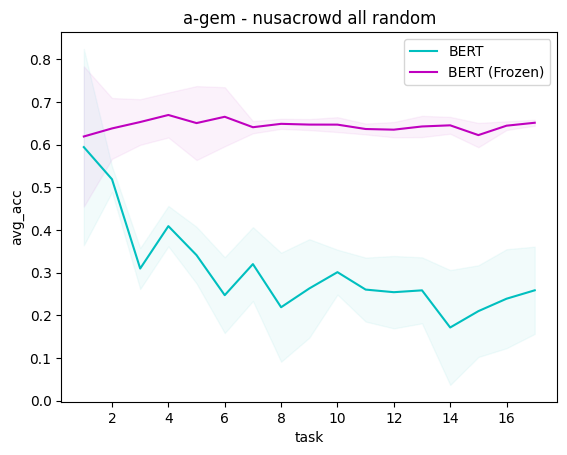 a-gem - nusacrowd all random
BERT
BERT (Frozen)
avg_acc
0.8
0.7
0.6
0.5
0.4
0.3
0.2
0.1
0.0
2 4 6 8 10 12 14 16
task